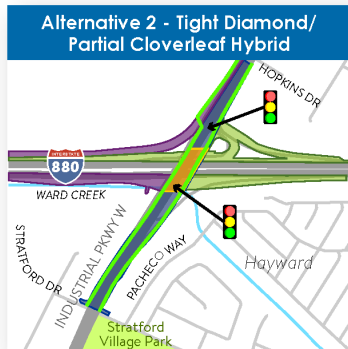 Alternative 2 - Tight Diamond/
Partial Cloverleaf Hybrid
HOPKINS DR
INTERSTATE
880
WARD CREEK
STRATFORD DR
INDUSTRIAL PKWY W
PACHECO WAY
Hayward
Stratford
Village Park